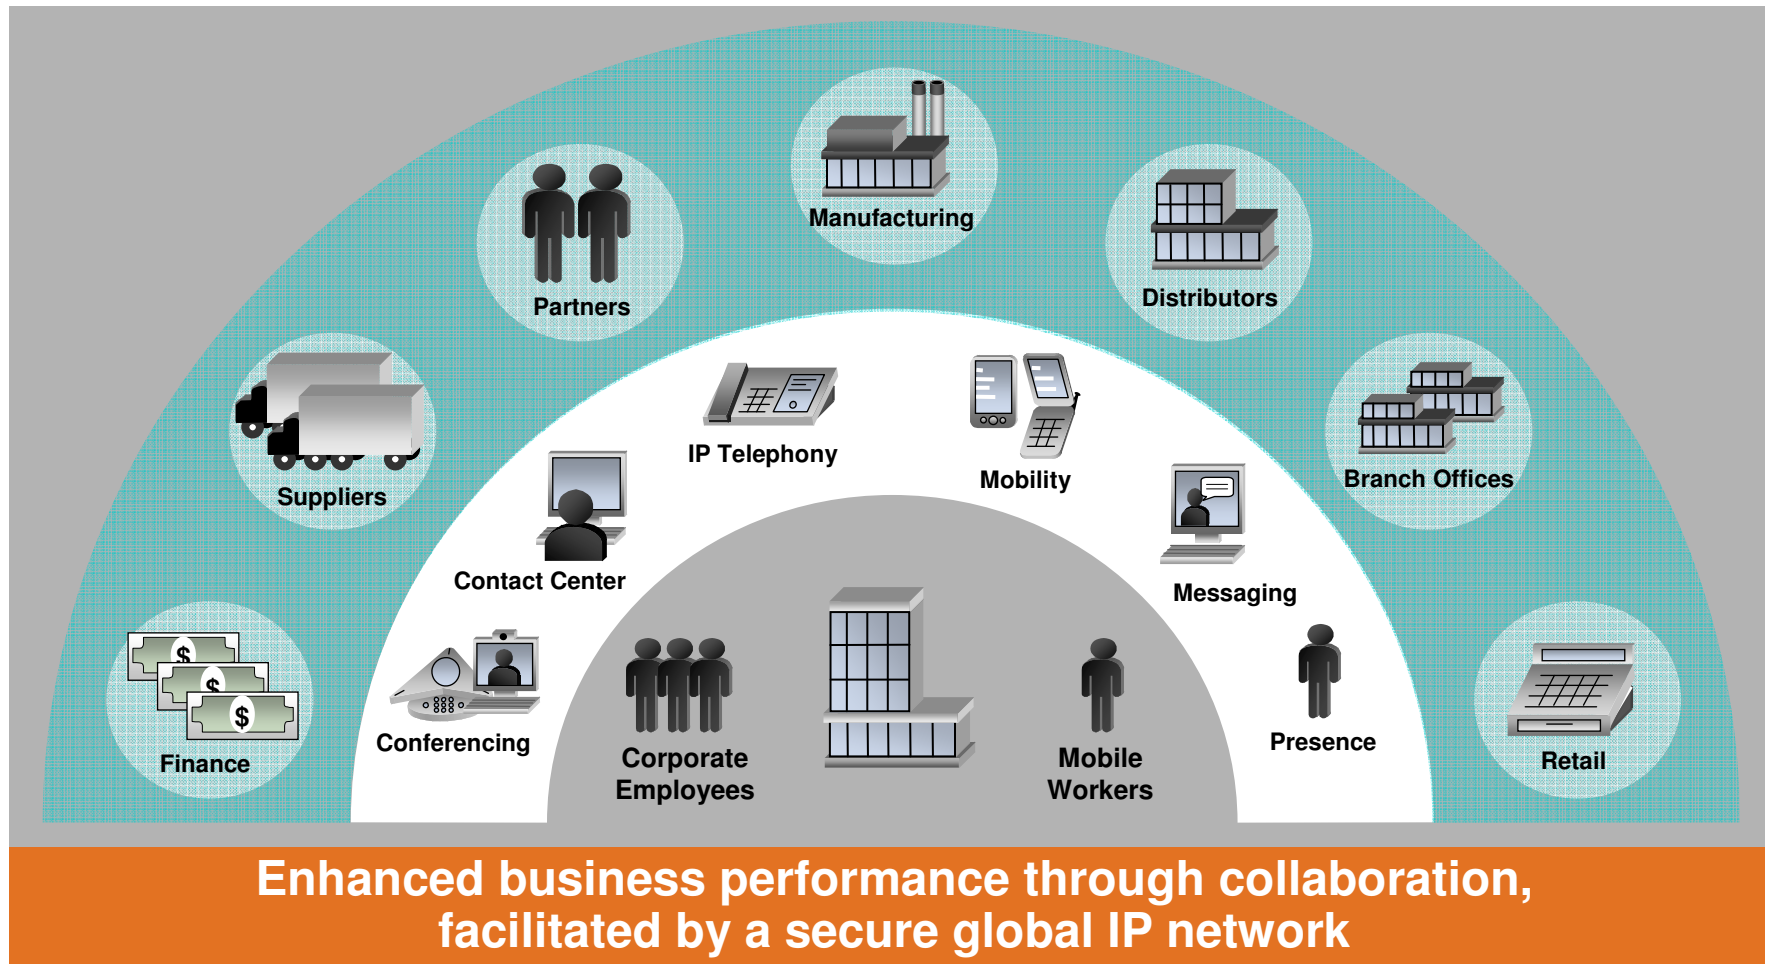 Manufacturing
Partners
Distributors
Suppliers
Branch Offices
Finance
$
$
$
Retail
IP Telephony
Mobility
Contact Center
Messaging
Conferencing
Presence
Corporate
Employees
Mobile
Workers
Enhanced business performance through collaboration,
facilitated by a secure global IP network